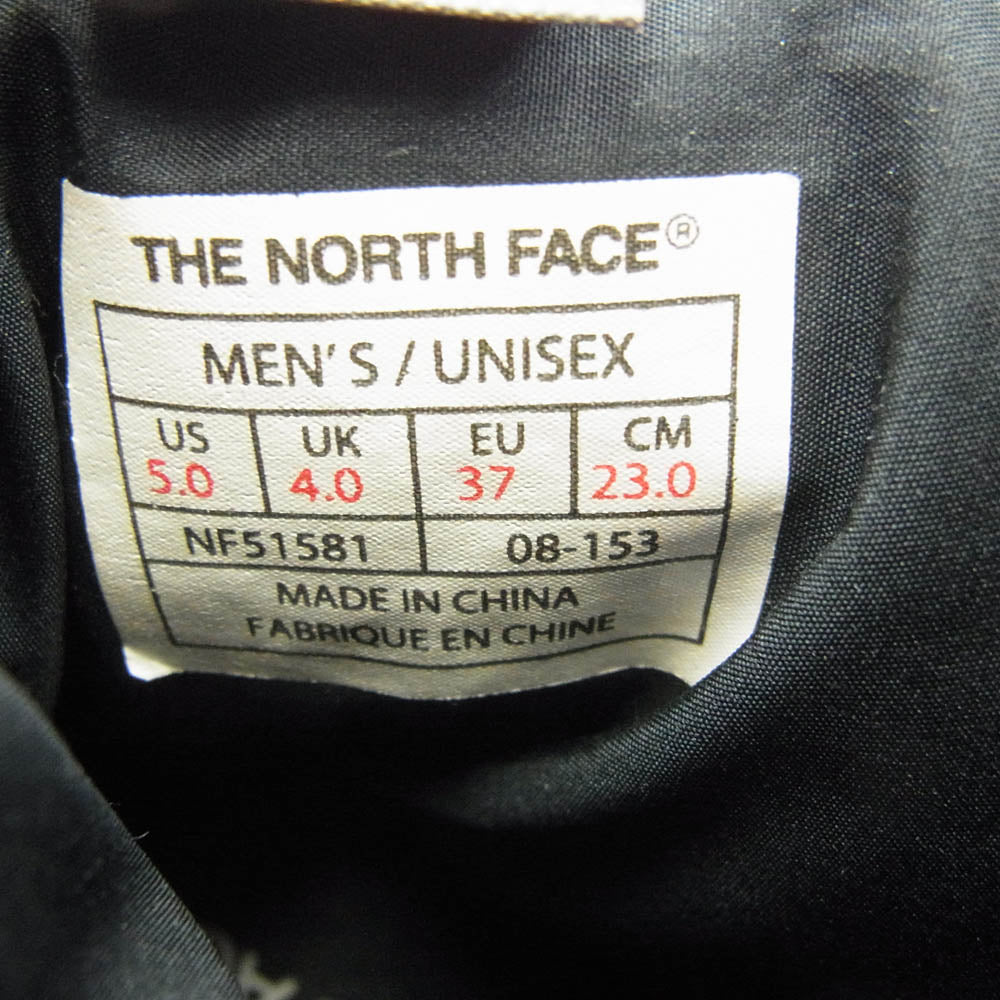 THE NORTH FACE®
MEN'S / UNISEX
US UK EU CM
5.0 4.0 37 23.0
NF51581 08-153
MADE IN CHINA
FABRIQUE EN CHINE